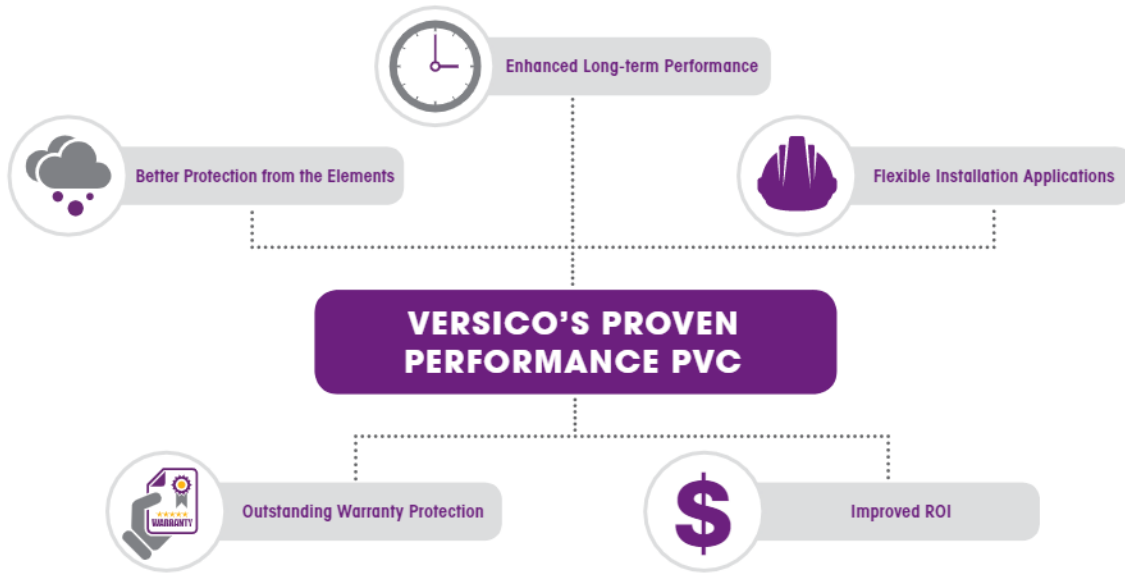 Enhanced Long-term Performance
Better Protection from the Elements
Flexible Installation Applications
VERSICO'S PROVEN
PERFORMANCE PVC
WARRANTY
Outstanding Warranty Protection
$
Improved ROI